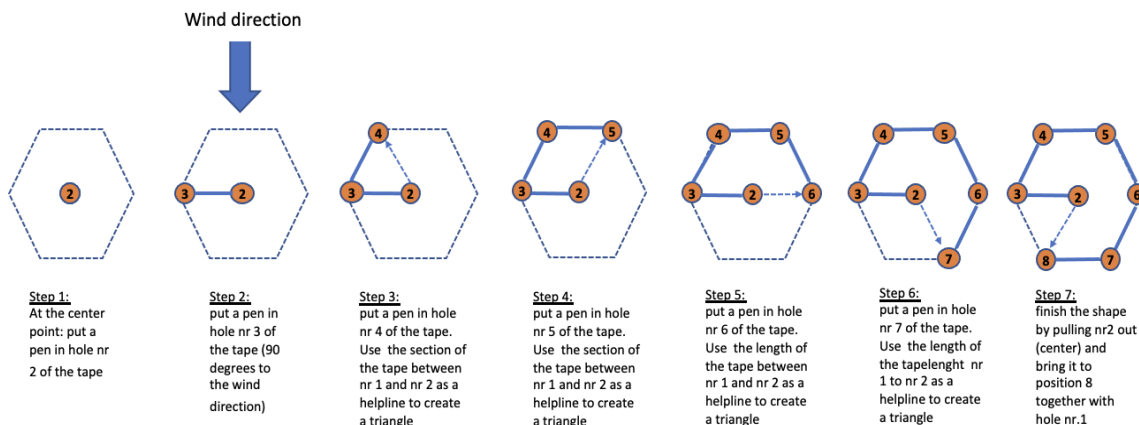 Wind direction
2
3
2
4
3
2
4
5
3
2
4
5
3
2
6
4
5
3
2
6
7
4
5
3
2
6
8
7
Step 1:
At the center
point: put a
pen in hole nr
2 of the tape
Step 2:
put a pen in
hole nr 3 of
the tape (90
degrees to
the wind
direction)
Step 3:
put a pen in hole
nr 4 of the tape.
Use the section of
the tape between
nr 1 and nr 2 as a
helpline to create
a triangle
Step 4:
put a pen in hole
nr 5 of the tape.
Use the section of
the tape between
nr 1 and nr 2 as a
helpline to create
a triangle
Step 5:
put a pen in hole
nr 6 of the tape.
Use the length of
the tape between
nr 1 and nr 2 as a
helpline to create
a triangle
Step 6:
put a pen in hole
nr 7 of the tape.
Use the length of
the tapelenght nr
1 to nr 2 as a
helpline to create
a triangle
Step 7:
finish the shape
by pulling nr2 out
(center) and
bring it to
position 8
together with
hole nr.1